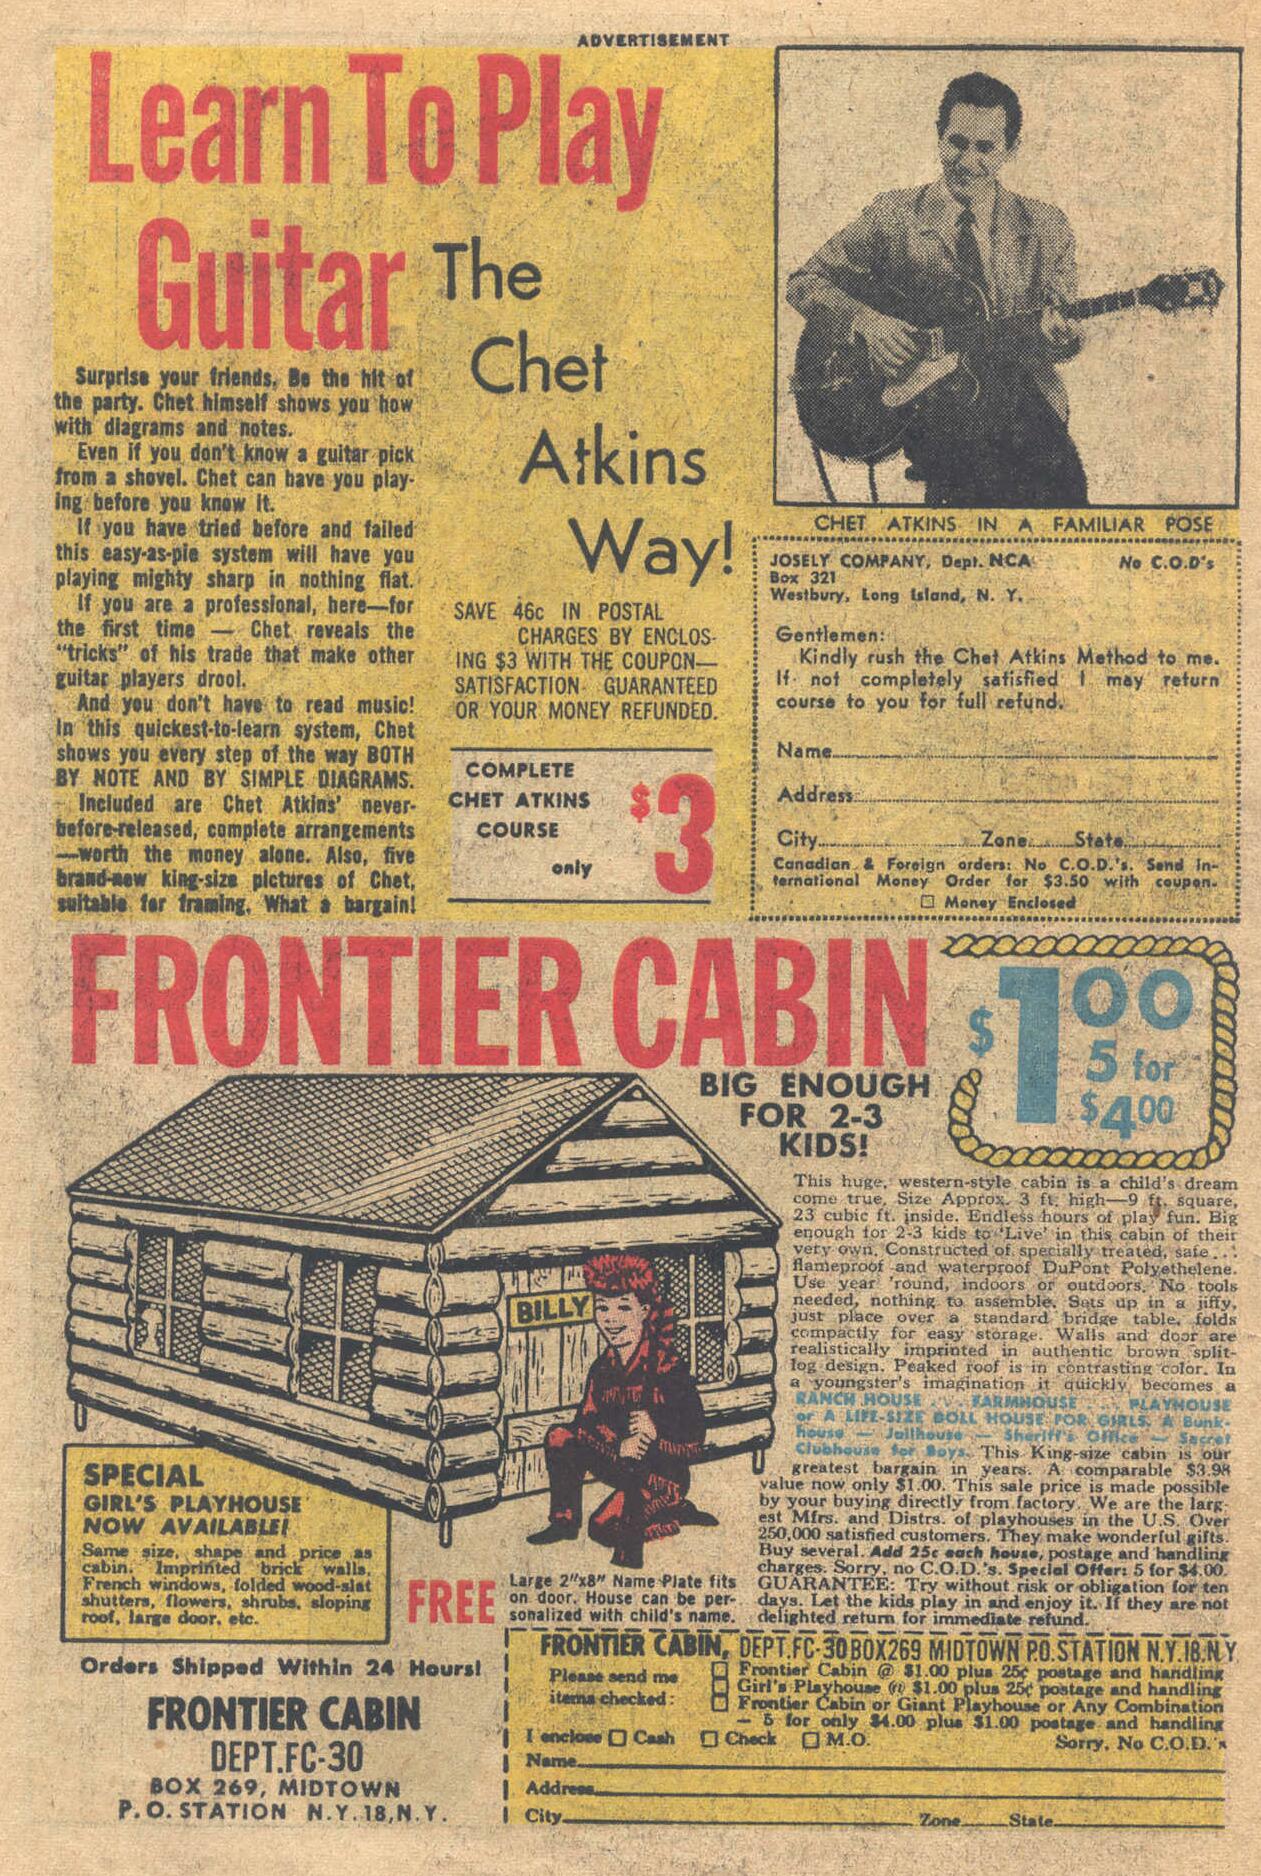 ADVERTISEMENT
Learn To Play
Guitar
The
Chet
Atkins
Way!
Surprise your friends. Be the hit of
the party. Chet himself shows you how
with diagrams and notes.
Even if you don't know a guitar pick
from a shovel. Chet can have you play-
ing before you know it.
If you have tried before and failed
this easy-as-pie system will have you
playing mighty sharp in nothing flat.
If you are a professional, here—for
the first time — Chet reveals the
"tricks" of his trade that make other
guitar players drool.
And you don't have to read music!
In this quickest-to-learn system, Chet
shows you every step of the way BOTH
BY NOTE AND BY SIMPLE DIAGRAMS.
Included are Chet Atkins' never-
before-released, complete arrangements
—worth the money alone. Also, five
brand-new king-size pictures of Chet,
suitable for framing. What a bargain!
SAVE 46c IN POSTAL
CHARGES BY ENCLOS-
ING $3 WITH THE COUPON—
SATISFACTION GUARANTEED
OR YOUR MONEY REFUNDED.
COMPLETE
CHET ATKINS
COURSE
only
$3
CHET ATKINS IN A FAMILIAR POSE
JOSELY COMPANY, Dept. NCA No C.O.D's
Box 321
Westbury, Long Island, N. Y.
Gentlemen:
Kindly rush the Chet Atkins Method to me.
If not completely satisfied I may return
course to you for full refund.
Name
Address
City Zone State
Canadian & Foreign orders: No C.O.D.'s. Send In-
ternational Money Order for $3.50 with coupon.
Money Enclosed
FRONTIER CABIN
$1.00
5 for
$4.00
BIG ENOUGH
FOR 2-3
KIDS!
BILLY
This huge, western-style cabin is a child's dream
come true. Size Approx. 3 ft. high—9 ft. square,
23 cubic ft. inside. Endless hours of play fun. Big
enough for 2-3 kids to 'Live' in this cabin of their
very own. Constructed of specially treated, safe...
flameproof and waterproof DuPont Polyethelene.
Use year 'round, indoors or outdoors. No tools
needed, nothing to assemble. Sets up in a jiffy,
just place over a standard bridge table, folds
compactly for easy storage. Walls and door are
realistically imprinted in authentic brown split-
log design. Peaked roof is in contrasting color. In
a youngster's imagination it quickly becomes a
RANCH HOUSE ... FARMHOUSE ... PLAYHOUSE
or A LIFE-SIZE DOLL HOUSE FOR GIRLS. A Bunk-
house — Jailhouse — Sheriff's Office — Secret
Clubhouse for Boys. This King-size cabin is our
greatest bargain in years. A comparable $3.98
value now only $1.00. This sale price is made possible
by your buying directly from factory. We are the larg-
est Mfrs. and Distrs. of playhouses in the U.S. Over
250,000 satisfied customers. They make wonderful gifts.
Buy several. Add 25c each house, postage and handling
charges. Sorry, no C.O.D.'s. Special Offer: 5 for $4.00.
GUARANTEE: Try without risk or obligation for ten
days. Let the kids play in and enjoy it. If they are not
delighted return for immediate refund.
SPECIAL
GIRL'S PLAYHOUSE
NOW AVAILABLE!
Same size, shape and price as
cabin. Imprinted brick walls,
French windows, folded wood-slat
shutters, flowers, shrubs, sloping
roof, large door, etc.
FREE
Large 2"x8" Name Plate fits
on door. House can be per-
sonalized with child's name.
Orders Shipped Within 24 Hours!
FRONTIER CABIN
DEPT.FC-30
BOX 269, MIDTOWN
P.O. STATION N.Y.18,N.Y.
FRONTIER CABIN, DEPT.FC-30 BOX269 MIDTOWN P.O. STATION N.Y.18.N.Y
Please send me
items checked:
Frontier Cabin @ $1.00 plus 25¢ postage and handling
Girl's Playhouse @ $1.00 plus 25¢ postage and handling
Frontier Cabin or Giant Playhouse or Any Combination
— 5 for only $4.00 plus $1.00 postage and handling
I enclose Cash Check M.O. Sorry, No C.O.D.'s
Name
Address
City Zone State